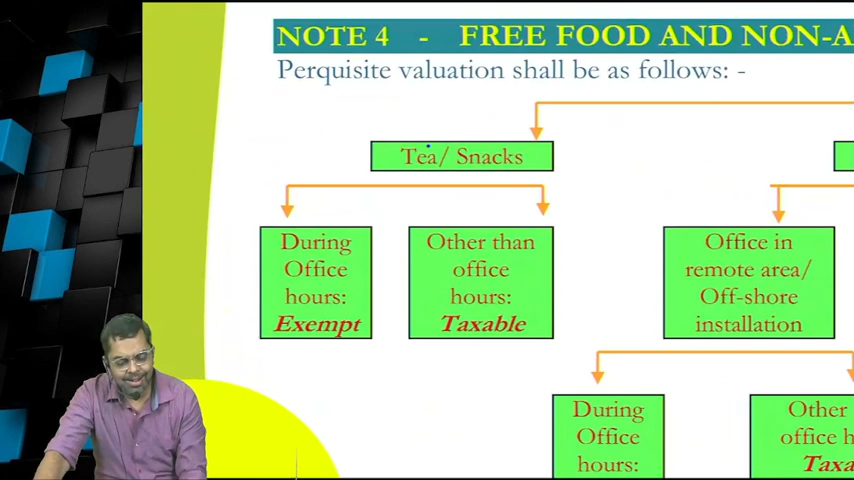 NOTE 4 - FREE FOOD AND NON-A
Perquisite valuation shall be as follows: -
Tea/ Snacks
During
Office
hours:
Exempt
Other than
office
hours:
Taxable
Office in
remote area/
Off-shore
installation
During
Office
hours:
Other
office h
Taxa